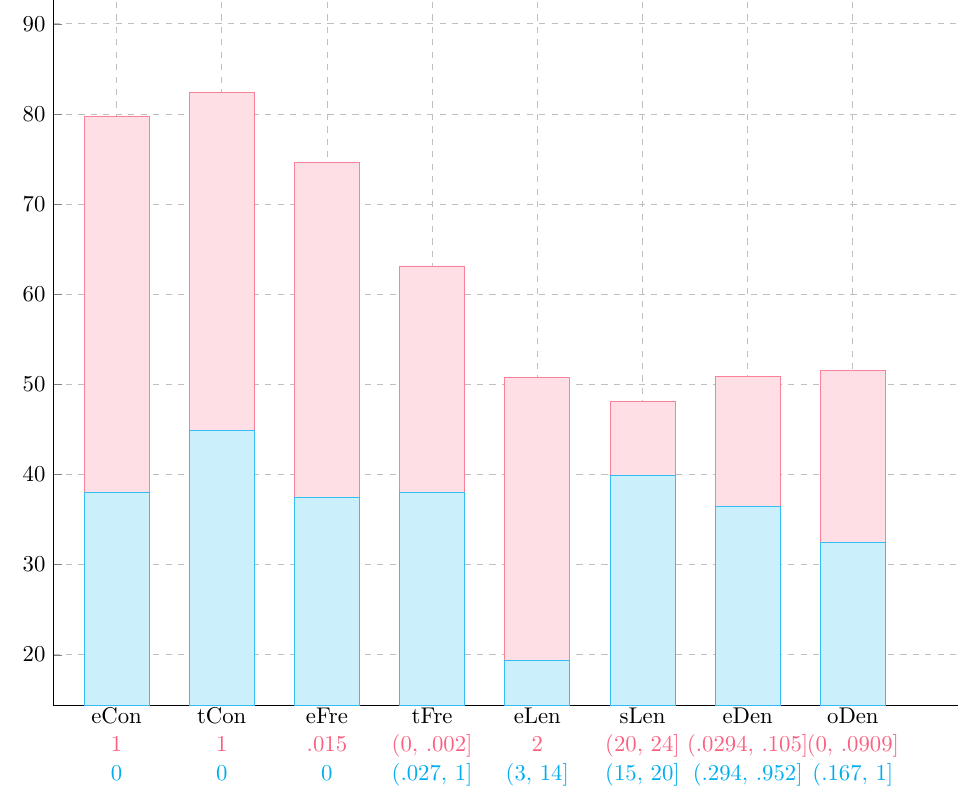 90
80
70
60
50
40
30
20
eCon tCon eFre tFre eLen sLen eDen oDen
1 1 .015 (0, .002] 2 (20, 24] (.0294, .105] (0, .0909]
0 0 0 (.027, 1] (3, 14] (15, 20] (.294, .952] (.167, 1]